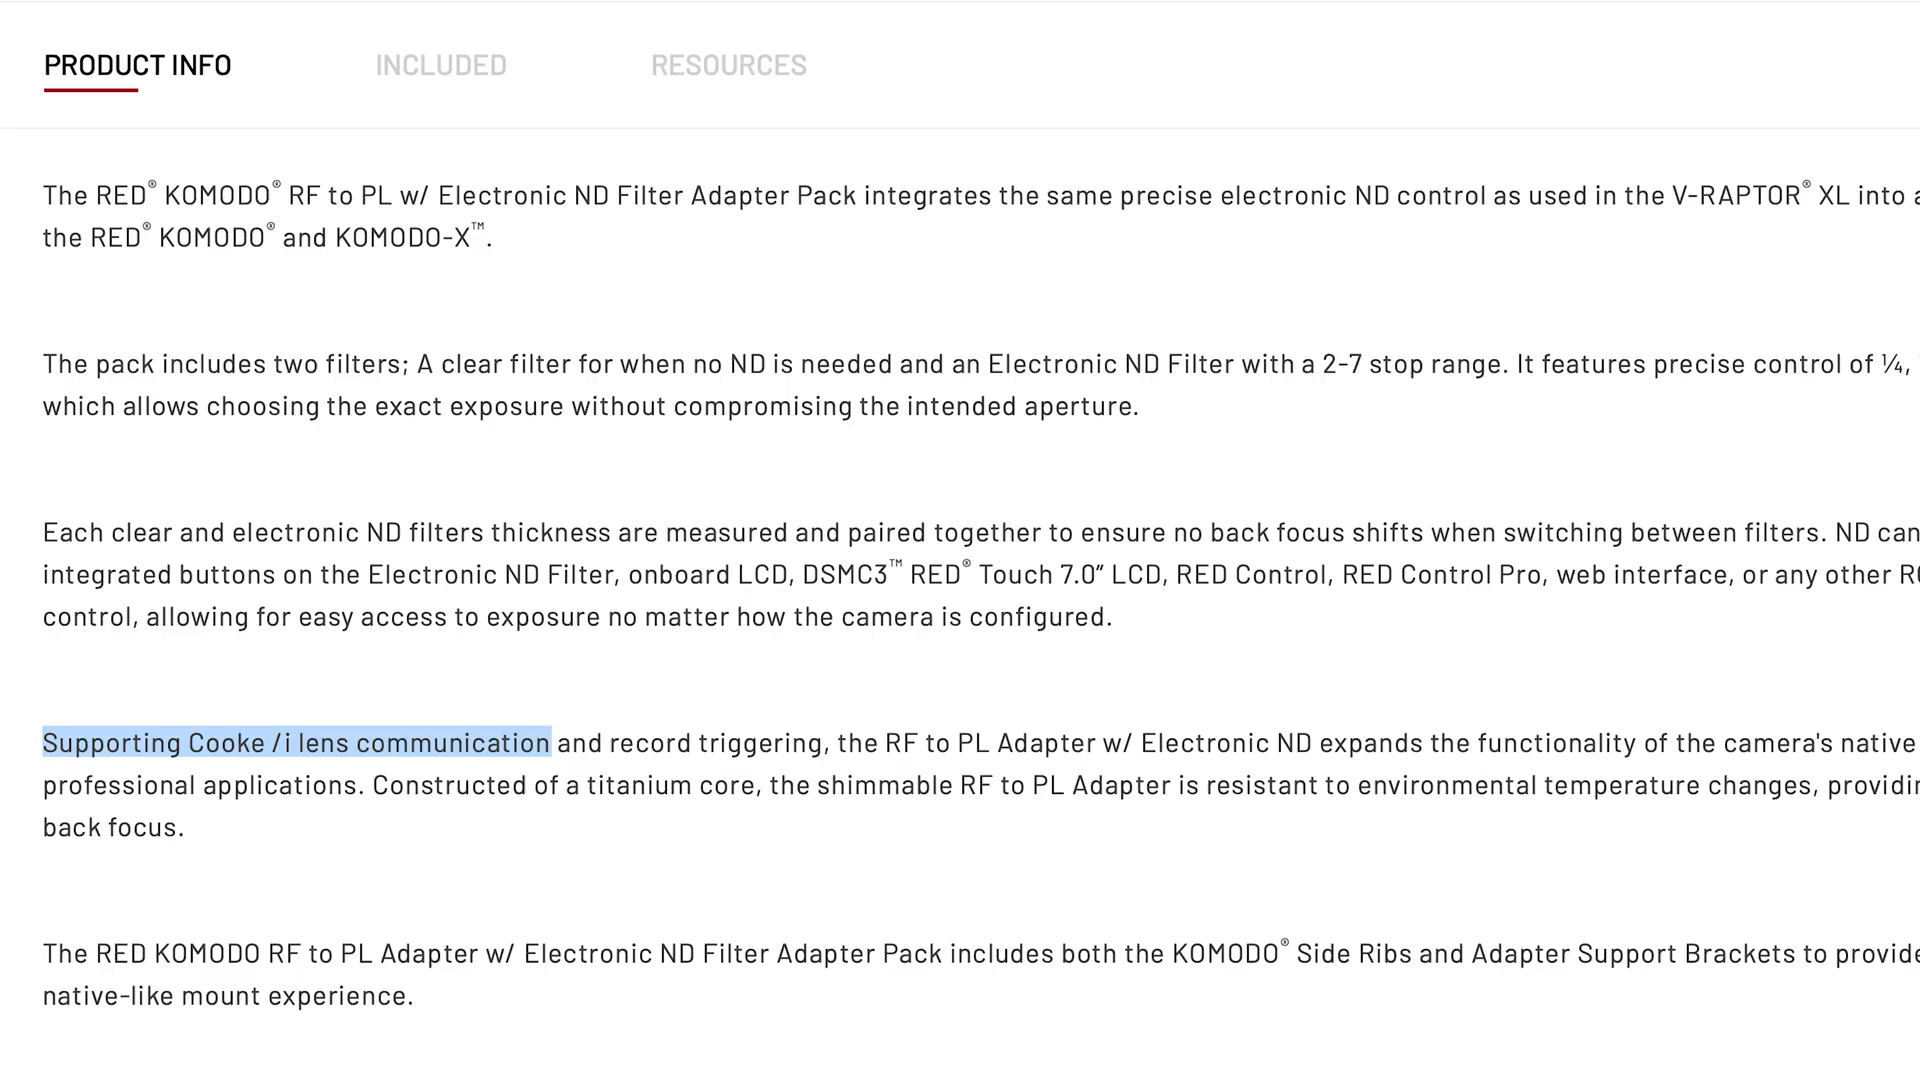 PRODUCT INFO
INCLUDED
RESOURCES
The RED® KOMODO® RF to PL w/ Electronic ND Filter Adapter Pack integrates the same precise electronic ND control as used in the V-RAPTOR® XL into
the RED® KOMODO® and KOMODO-X™.
The pack includes two filters; A clear filter for when no ND is needed and an Electronic ND Filter with a 2-7 stop range. It features precise control of ¼,
which allows choosing the exact exposure without compromising the intended aperture.
Each clear and electronic ND filters thickness are measured and paired together to ensure no back focus shifts when switching between filters. ND can
integrated buttons on the Electronic ND Filter, onboard LCD, DSMC3™ RED® Touch 7.0” LCD, RED Control, RED Control Pro, web interface, or any other
control, allowing for easy access to exposure no matter how the camera is configured.
Supporting Cooke /i lens communication and record triggering, the RF to PL Adapter w/ Electronic ND expands the functionality of the camera's native
professional applications. Constructed of a titanium core, the shimmable RF to PL Adapter is resistant to environmental temperature changes,
back focus.
The RED KOMODO RF to PL Adapter w/ Electronic ND Filter Adapter Pack includes both the KOMODO® Side Ribs and Adapter Support Brackets to
native-like mount experience.